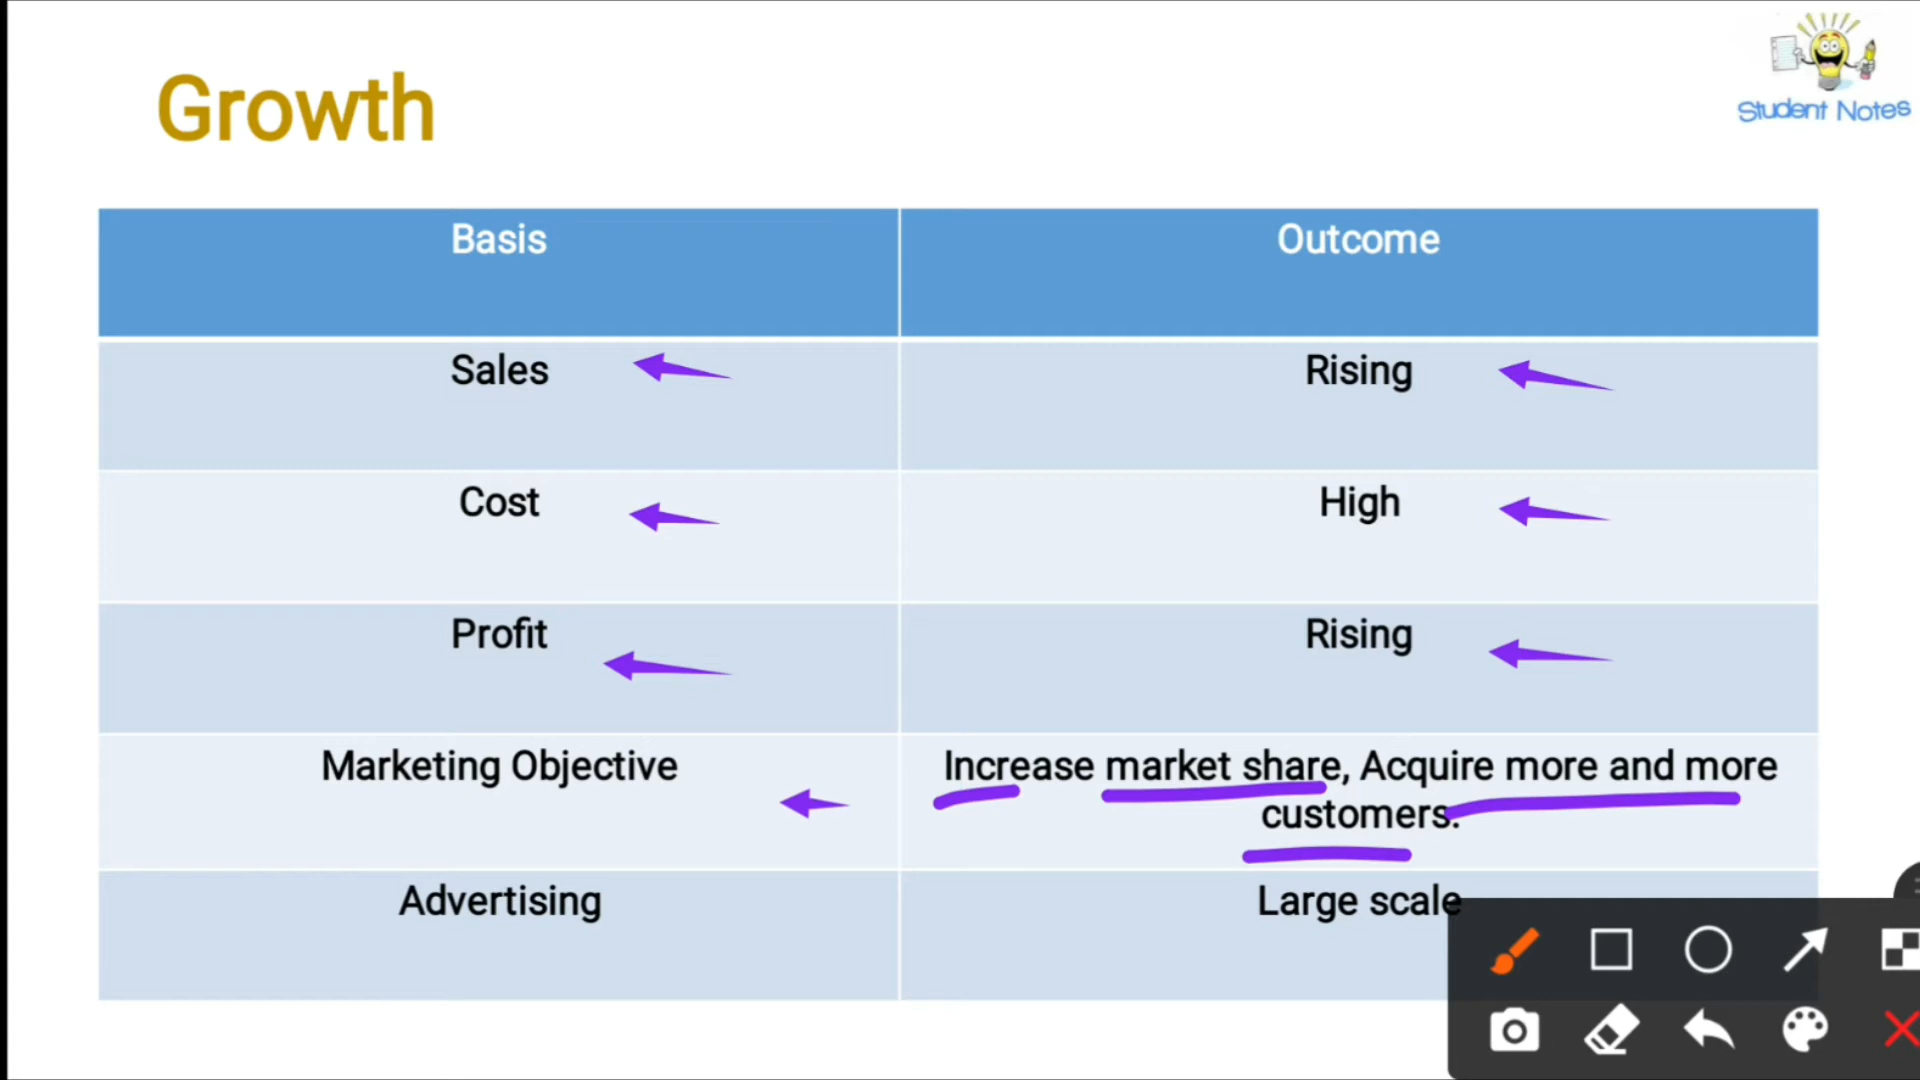 Growth
Student Notes
Basis
Outcome
Sales
Rising
Cost
High
Profit
Rising
Marketing Objective
Increase market share, Acquire more and more
customers.
Advertising
Large scale